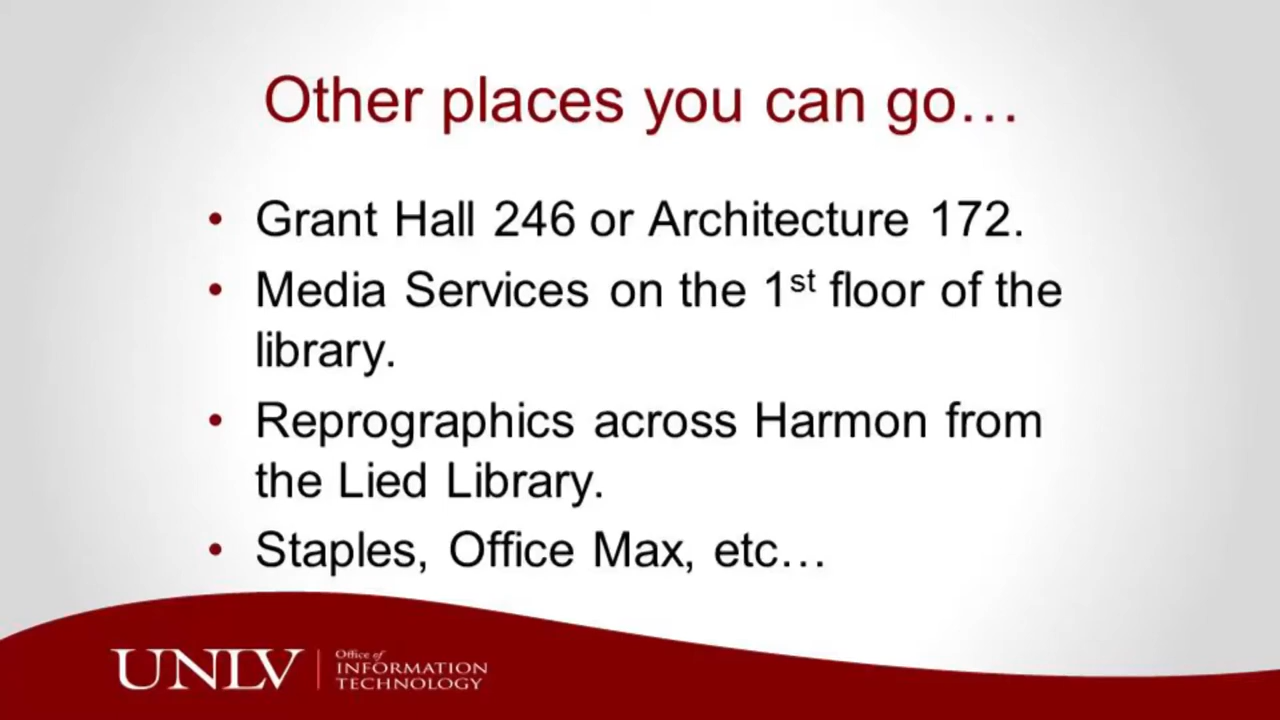 Other places you can go…
• Grant Hall 246 or Architecture 172.
• Media Services on the 1st floor of the
library.
• Reprographics across Harmon from
the Lied Library.
• Staples, Office Max, etc…
UNLV
Office of
INFORMATION
TECHNOLOGY